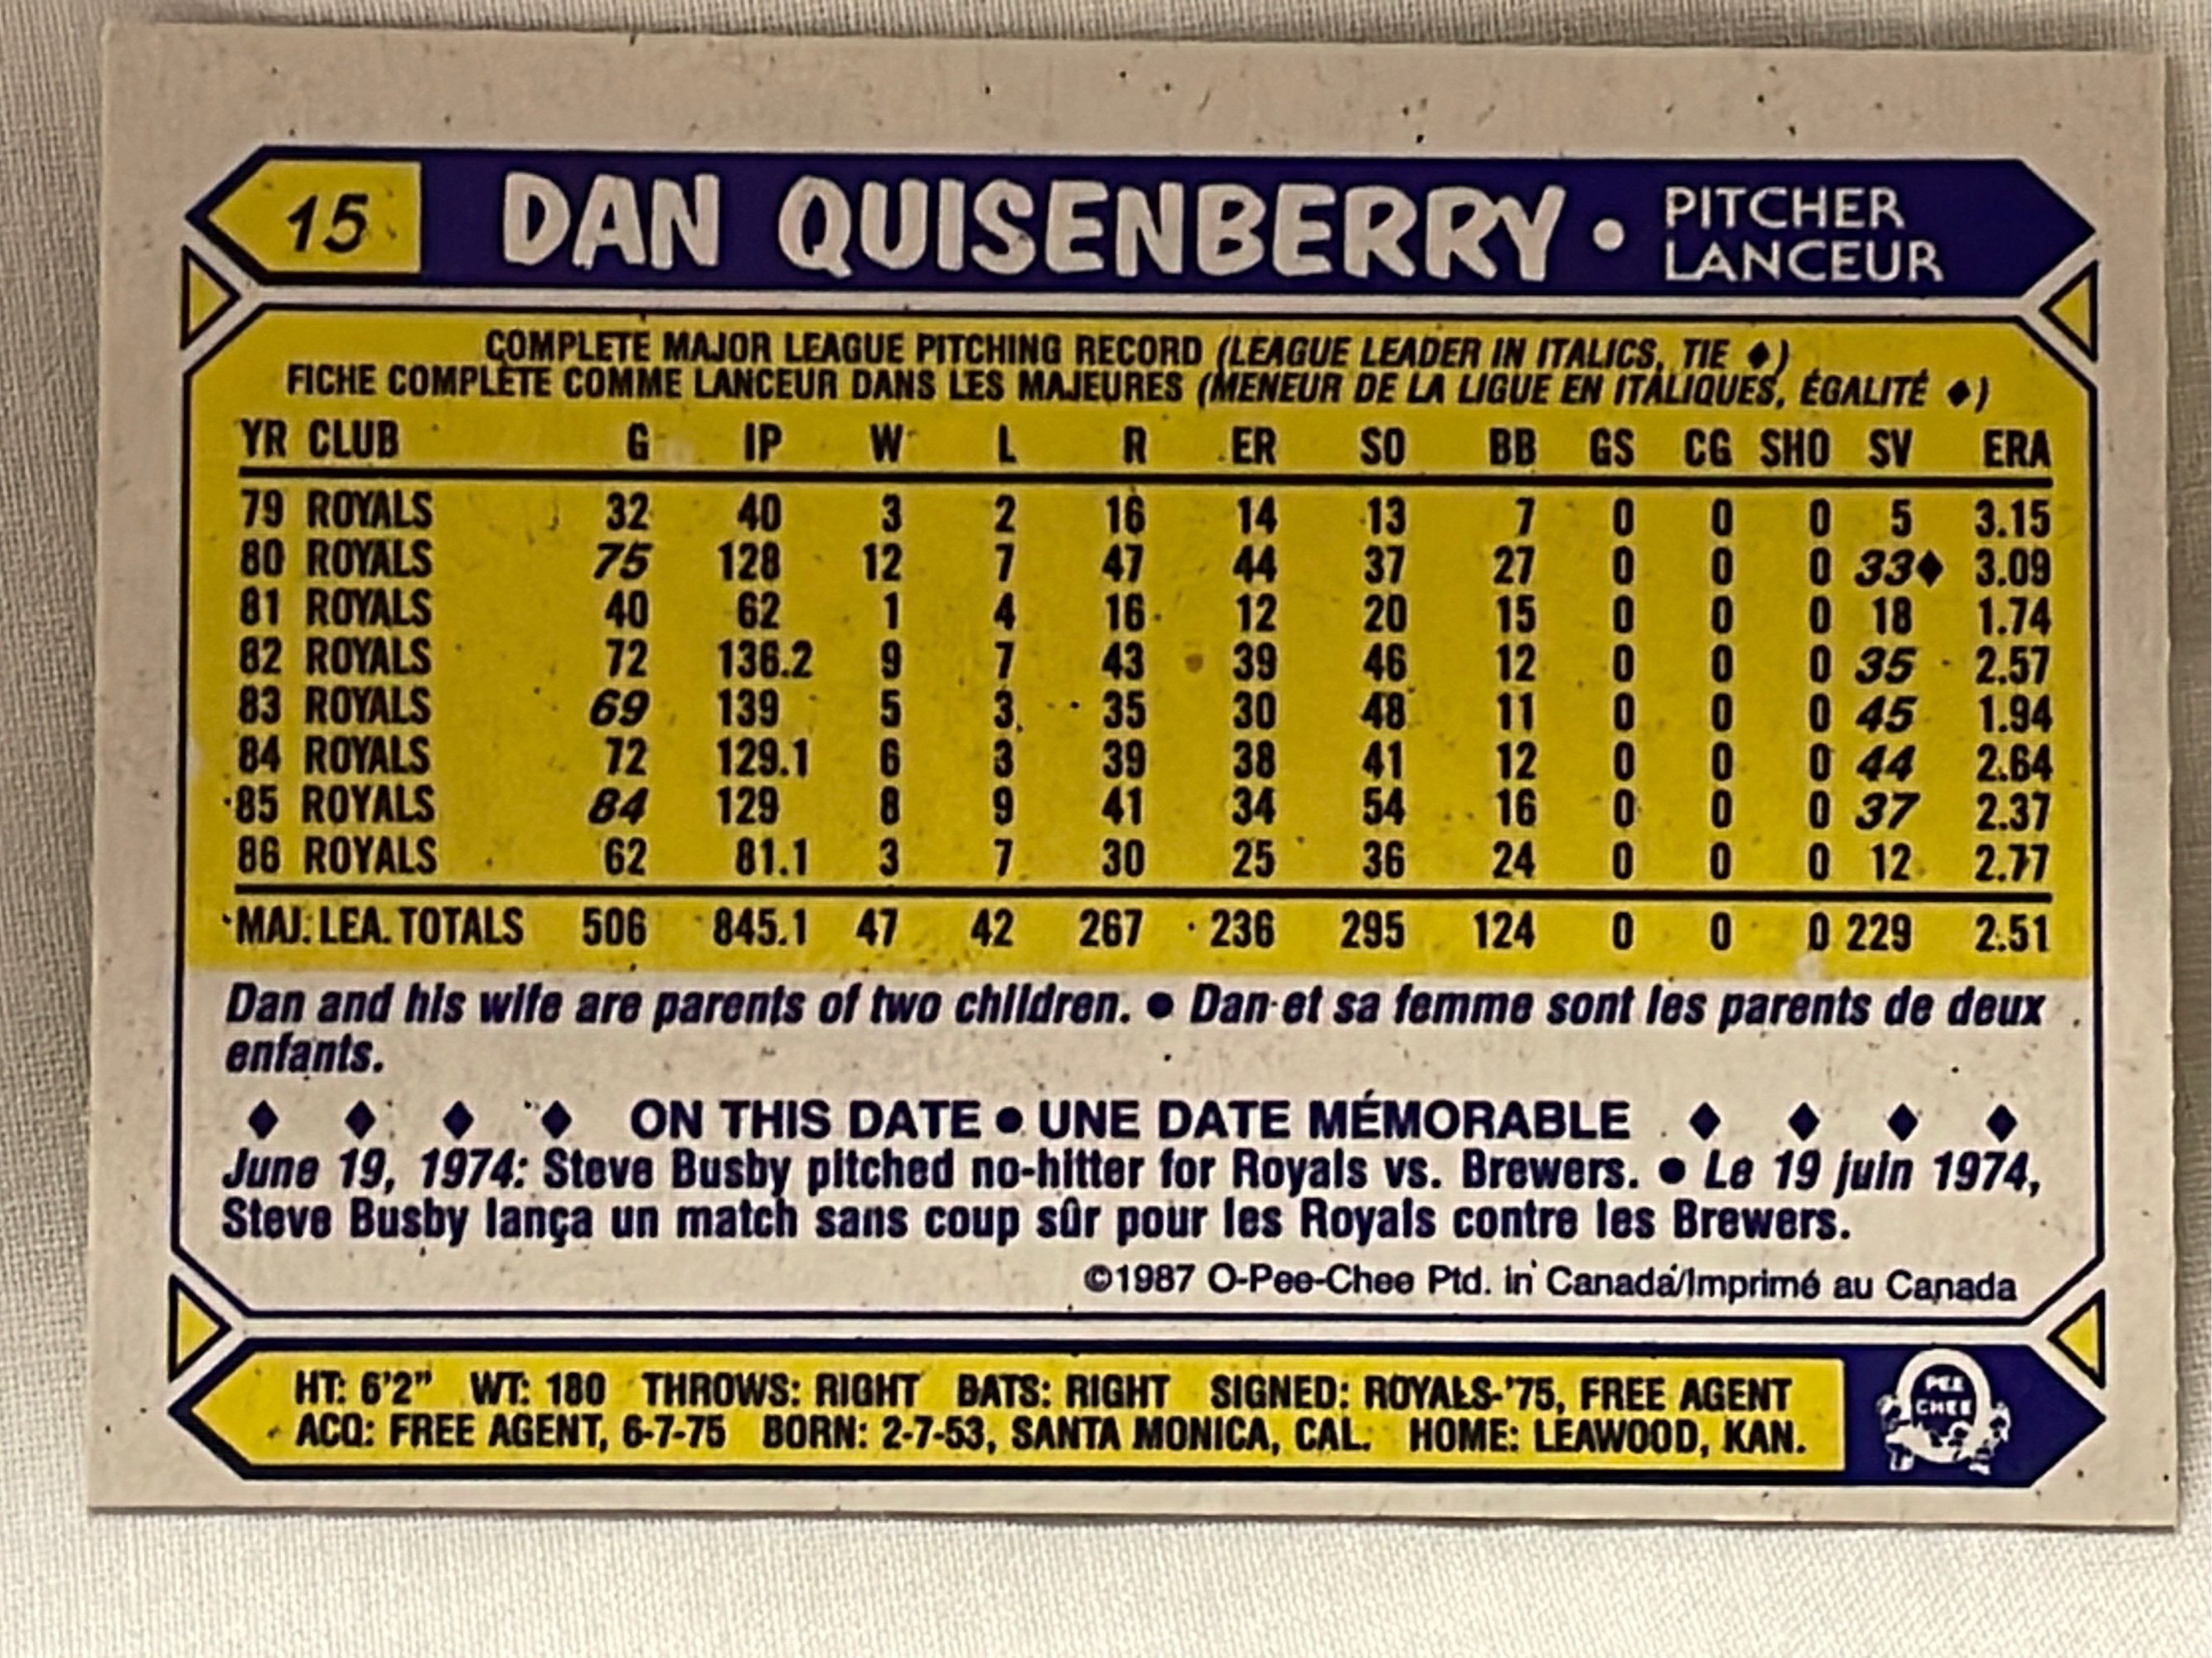 15 DAN QUISENBERRY • PITCHER
LANCEUR
COMPLETE MAJOR LEAGUE PITCHING RECORD (LEAGUE LEADER IN ITALICS, TIE ♦)
FICHE COMPLÈTE COMME LANCEUR DANS LES MAJEURES (MENEUR DE LA LIGUE EN ITALIQUES, ÉGALITÉ ♦)
YR CLUB G IP W L R ER SO BB GS CG SHO SV ERA
79 ROYALS 32 40 3 2 16 14 13 7 0 0 0 5 3.15
80 ROYALS 75 128 12 7 47 44 37 27 0 0 0 33♦ 3.09
81 ROYALS 40 62 1 4 16 12 20 15 0 0 0 18 1.74
82 ROYALS 72 136.2 9 7 43 39 46 12 0 0 0 35 2.57
83 ROYALS 69 139 5 3 35 30 48 11 0 0 0 45 1.94
84 ROYALS 72 129.1 6 3 39 38 41 12 0 0 0 44 2.64
85 ROYALS 84 129 8 9 41 34 54 16 0 0 0 37 2.37
86 ROYALS 62 81.1 3 7 30 25 36 24 0 0 0 12 2.77
MAJ. LEA. TOTALS 506 845.1 47 42 267 236 295 124 0 0 0 229 2.51
Dan and his wife are parents of two children. • Dan et sa femme sont les parents de deux
enfants.
♦ ♦ ♦ ♦ ON THIS DATE • UNE DATE MÉMORABLE ♦ ♦ ♦ ♦
June 19, 1974: Steve Busby pitched no-hitter for Royals vs. Brewers. • Le 19 juin 1974,
Steve Busby lança un match sans coup sûr pour les Royals contre les Brewers.
©1987 O-Pee-Chee Ptd. in Canada/Imprimé au Canada
HT: 6'2" WT: 180 THROWS: RIGHT BATS: RIGHT SIGNED: ROYALS-'75, FREE AGENT
ACQ: FREE AGENT, 6-7-75 BORN: 2-7-53, SANTA MONICA, CAL. HOME: LEAWOOD, KAN.
PEE
CHEE